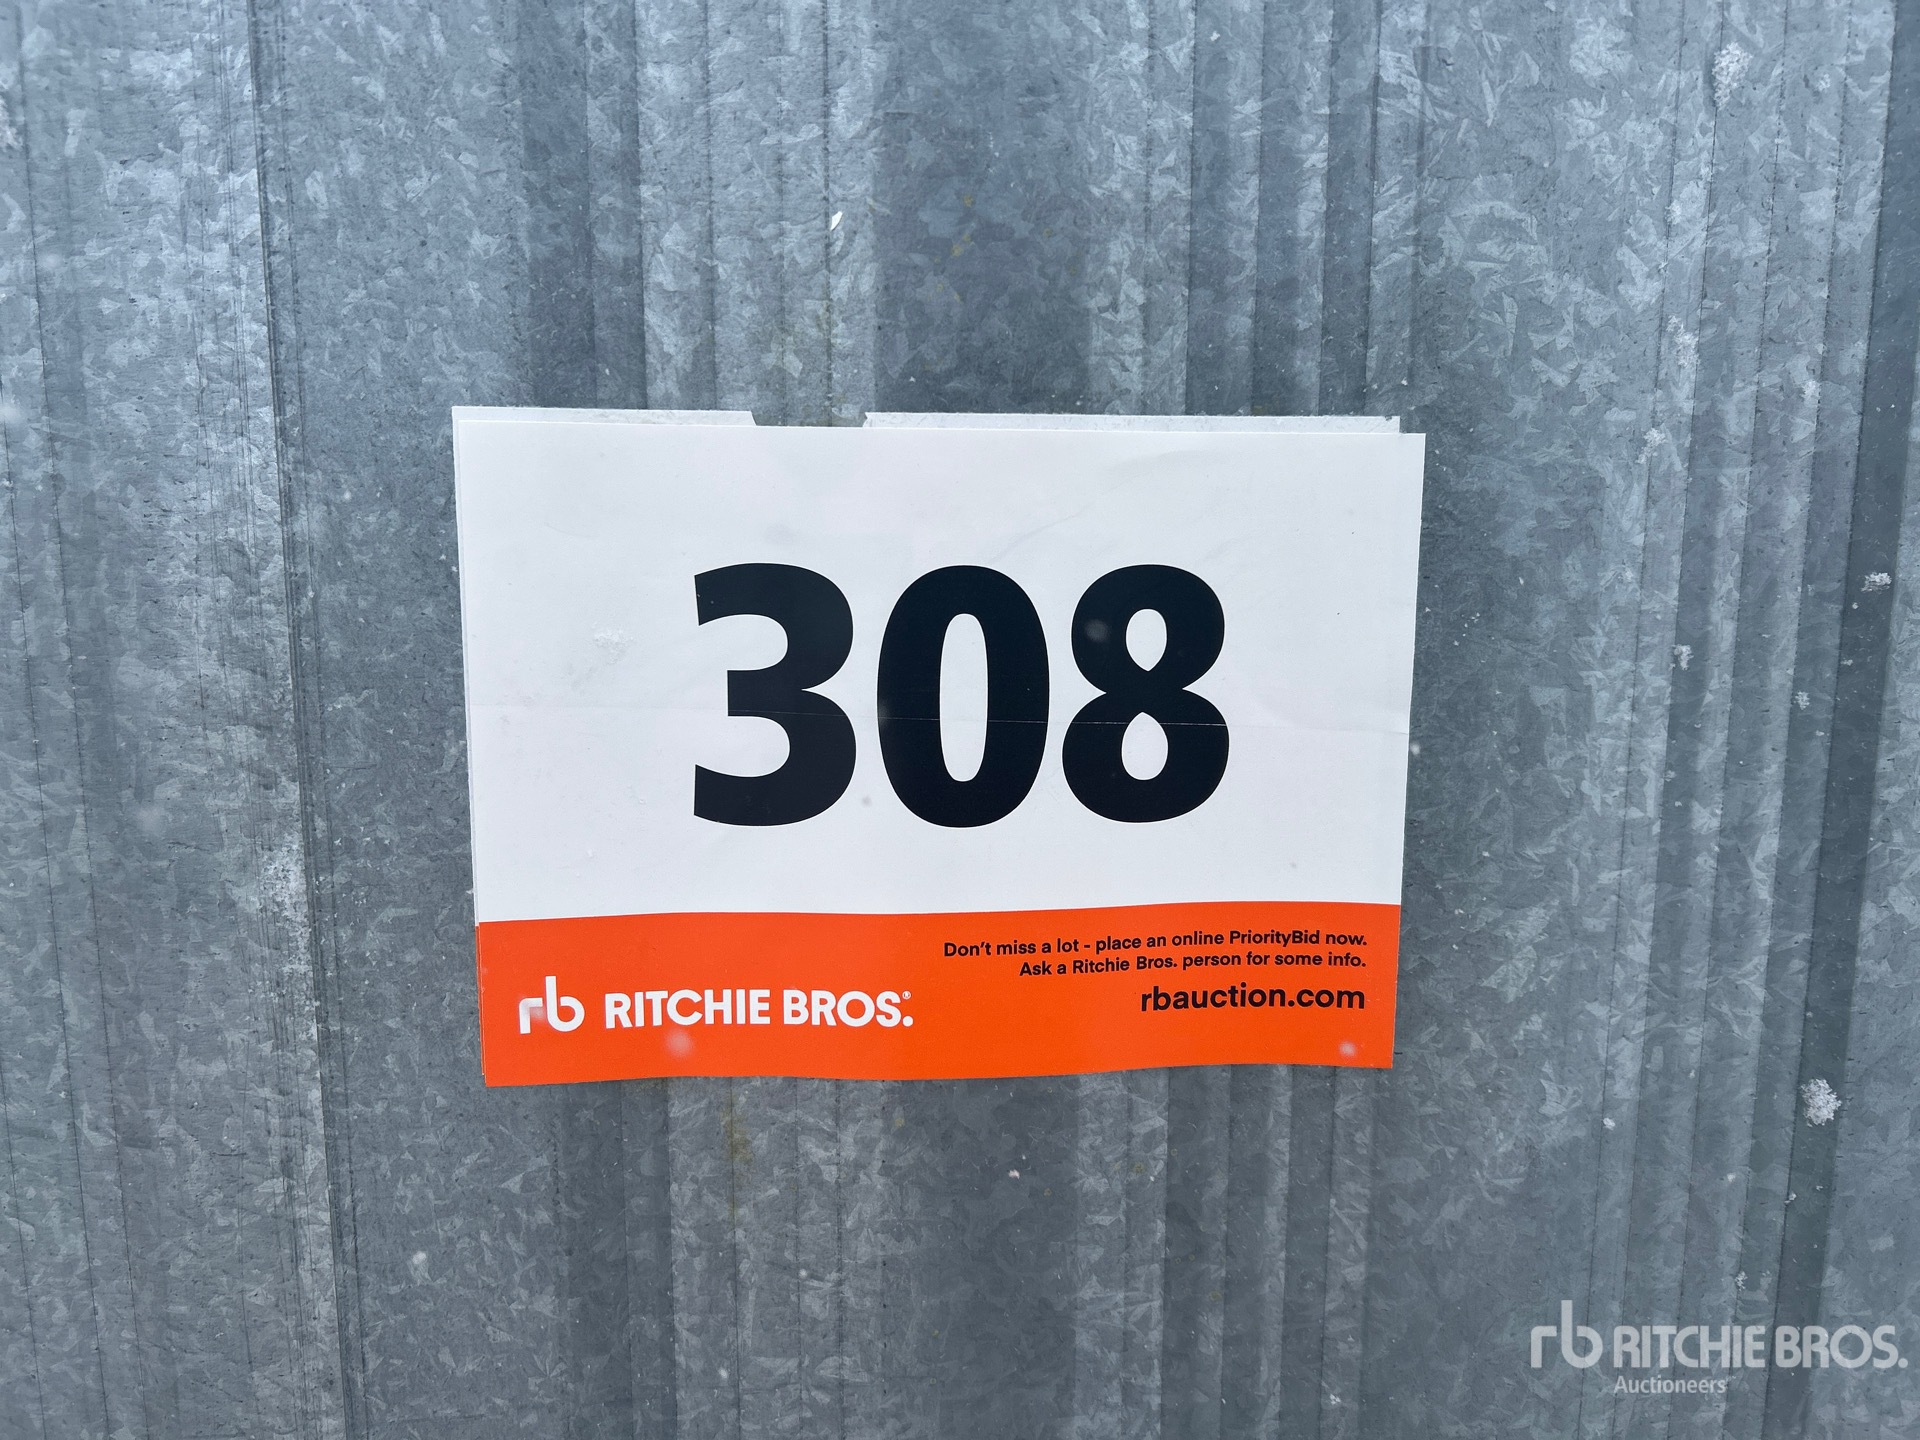 308
Don't miss a lot - place an online PriorityBid now.
Ask a Ritchie Bros. person for some info.
rbauction.com
rb RITCHIE BROS.®
rb RITCHIE BROS.
Auctioneers